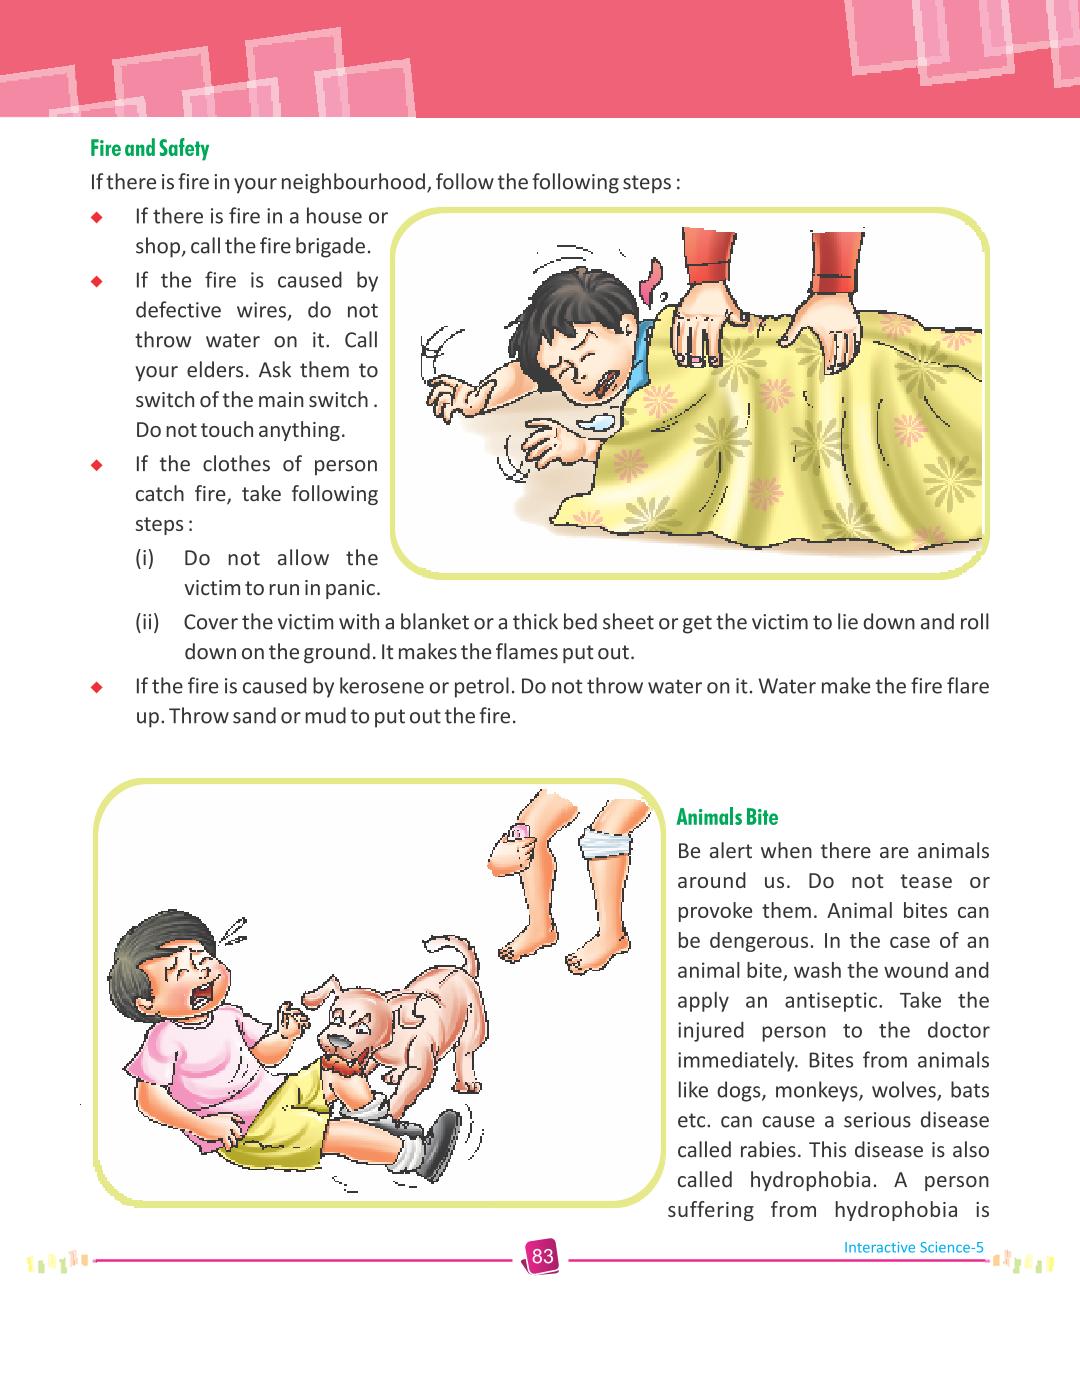 Fire and Safety
If there is fire in your neighbourhood, follow the following steps :
◆ If there is fire in a house or
shop, call the fire brigade.
◆ If the fire is caused by
defective wires, do not
throw water on it. Call
your elders. Ask them to
switch of the main switch .
Do not touch anything.
◆ If the clothes of person
catch fire, take following
steps :
(i) Do not allow the
victim to run in panic.
(ii) Cover the victim with a blanket or a thick bed sheet or get the victim to lie down and roll
down on the ground. It makes the flames put out.
◆ If the fire is caused by kerosene or petrol. Do not throw water on it. Water make the fire flare
up. Throw sand or mud to put out the fire.
Animals Bite
Be alert when there are animals
around us. Do not tease or
provoke them. Animal bites can
be dengerous. In the case of an
animal bite, wash the wound and
apply an antiseptic. Take the
injured person to the doctor
immediately. Bites from animals
like dogs, monkeys, wolves, bats
etc. can cause a serious disease
called rabies. This disease is also
called hydrophobia. A person
suffering from hydrophobia is
83
Interactive Science-5